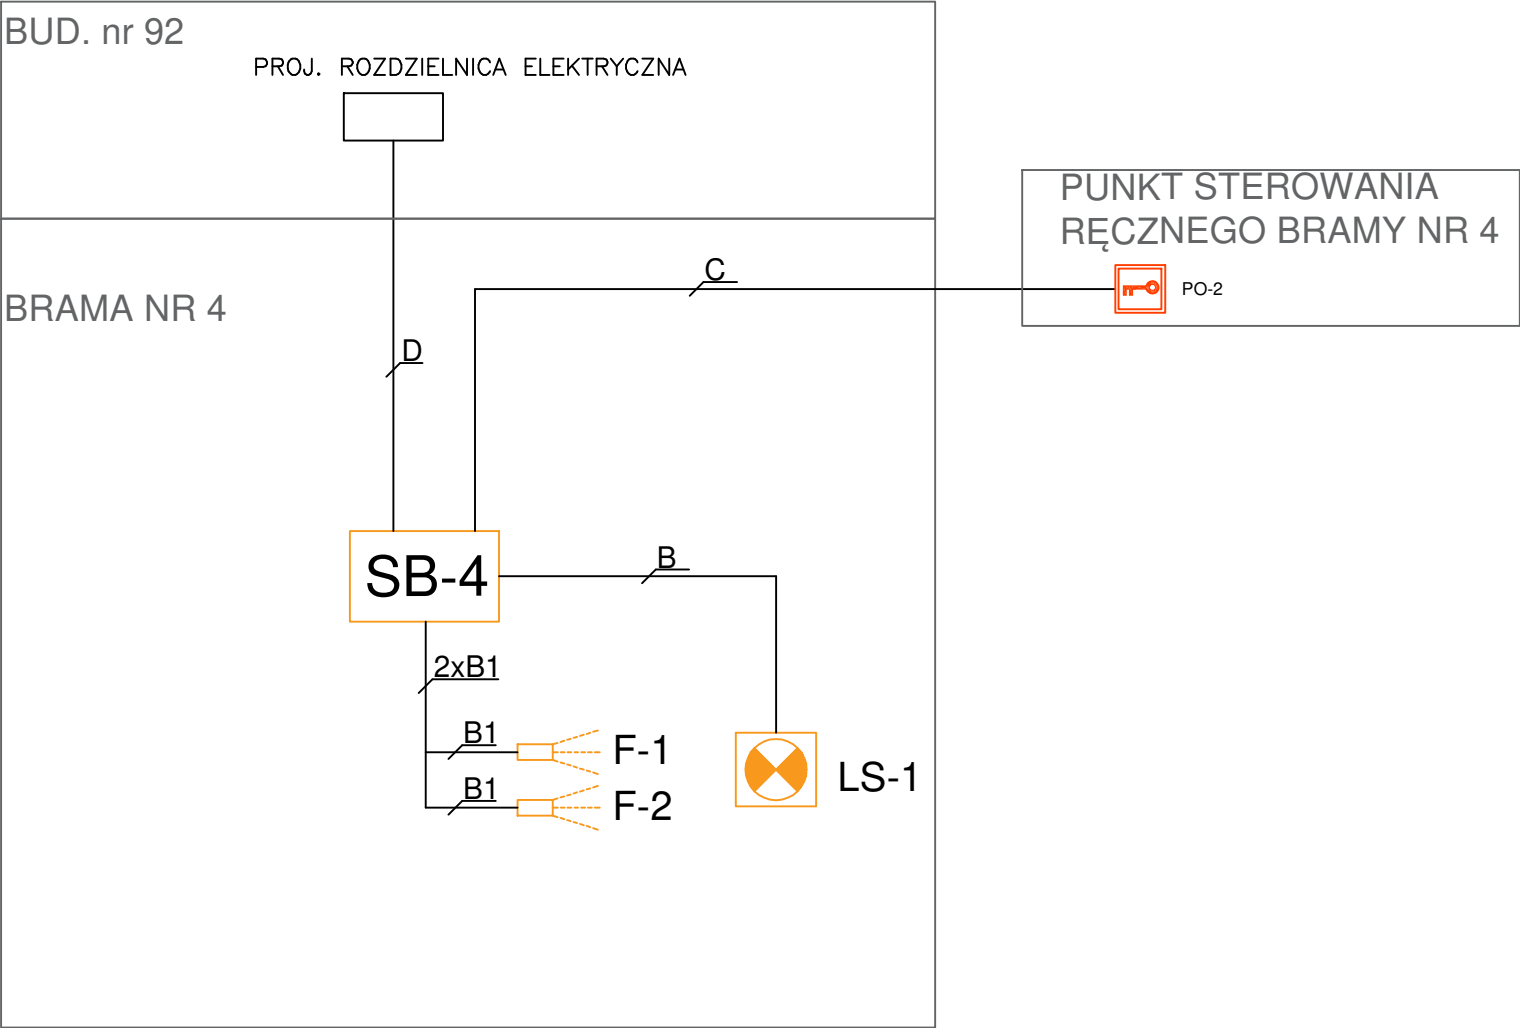 BUD. nr 92
PROJ. ROZDZIELNICA ELEKTRYCZNA
PUNKT STEROWANIA
RĘCZNEGO BRAMY NR 4
PO-2
C
BRAMA NR 4
D
SB-4
B
2xB1
B1
F-1
B1
F-2
LS-1